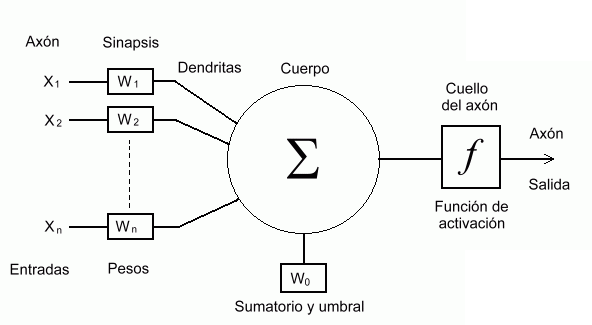 Axón
Sinapsis
Dendritas
Cuerpo
Cuello
del axón
X1
W1
X2
W2
Σ
f
Axón
Salida
Xn
Wn
Función de
activación
Entradas
Pesos
W0
Sumatorio y umbral